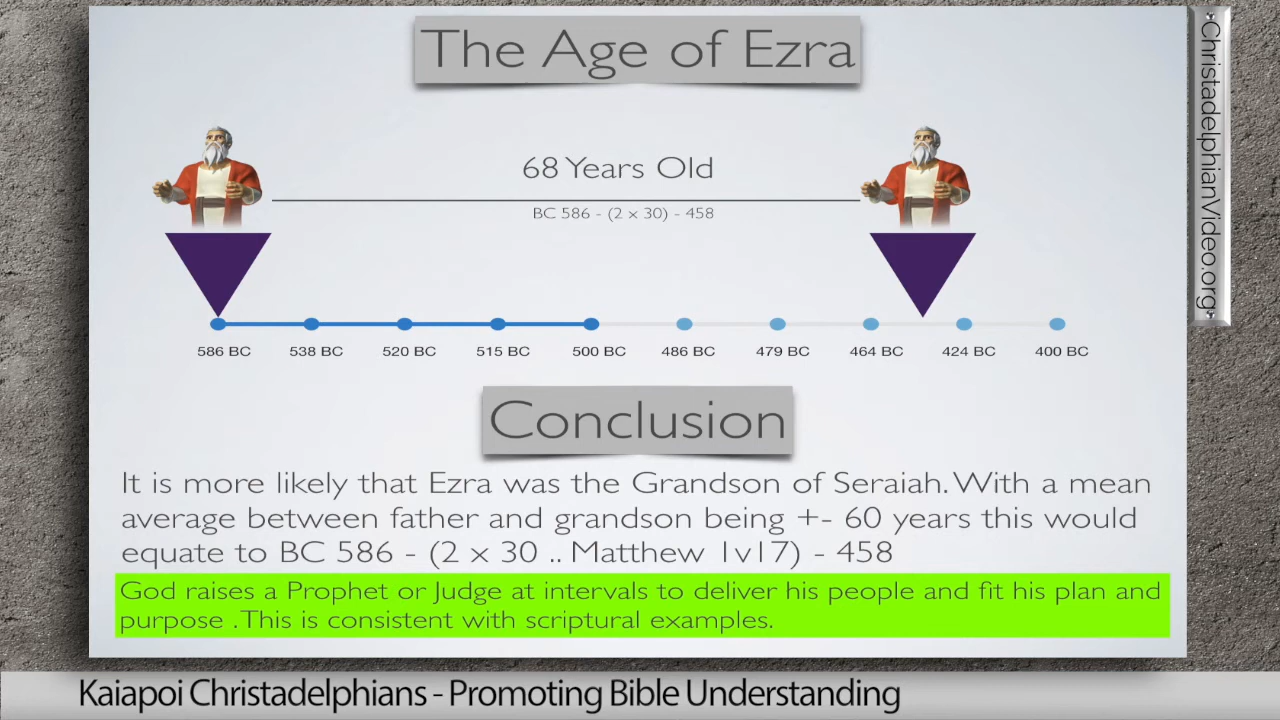 The Age of Ezra
68 Years Old
BC 586 - (2 x 30) - 458
586 BC 538 BC 520 BC 515 BC 500 BC 486 BC 479 BC 464 BC 424 BC 400 BC
Conclusion
It is more likely that Ezra was the Grandson of Seraiah. With a mean
average between father and grandson being +- 60 years this would
equate to BC 586 - (2 x 30 .. Matthew 1v17) - 458
God raises a Prophet or Judge at intervals to deliver his people and fit his plan and
purpose .This is consistent with scriptural examples.
Kaiapoi Christadelphians - Promoting Bible Understanding
•ChristadelphianVideo.org•